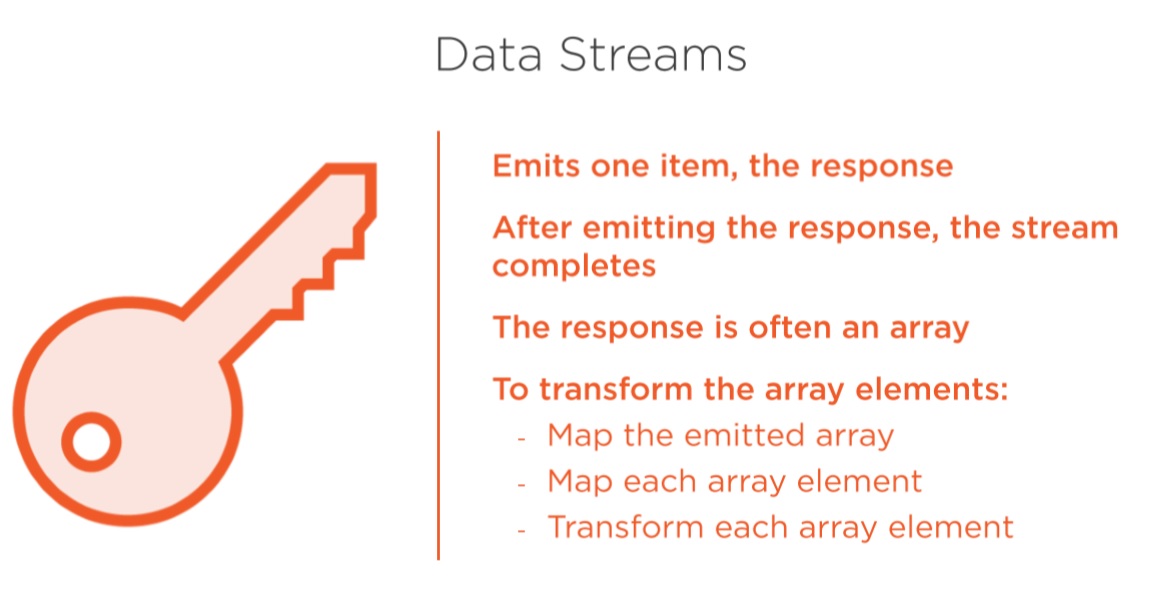 Data Streams
Emits one item, the response
After emitting the response, the stream
completes
The response is often an array
To transform the array elements:
- Map the emitted array
- Map each array element
- Transform each array element